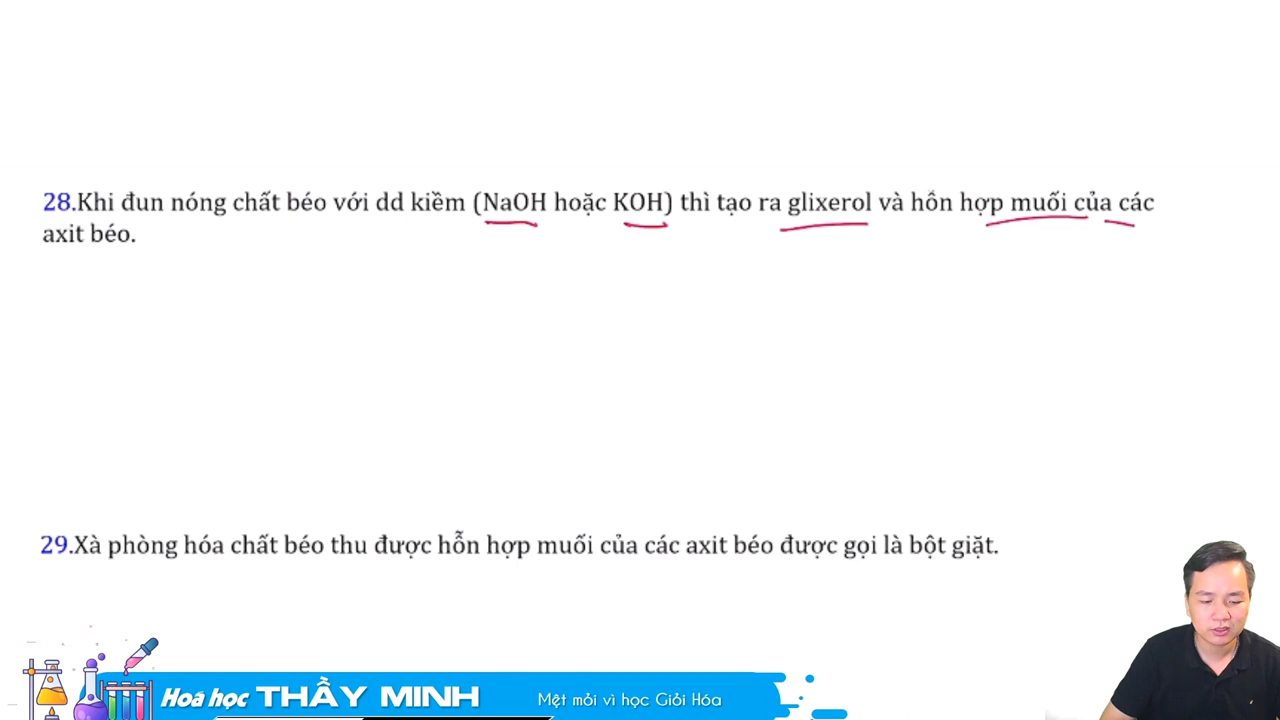 28.Khi đun nóng chất béo với dd kiềm (NaOH hoặc KOH) thì tạo ra glixerol và hỗn hợp muối của các
axit béo.
29.Xà phòng hóa chất béo thu được hỗn hợp muối của các axit béo được gọi là bột giặt.
Hoá học THẦY MINH Mệt mỏi vì học Giỏi Hóa